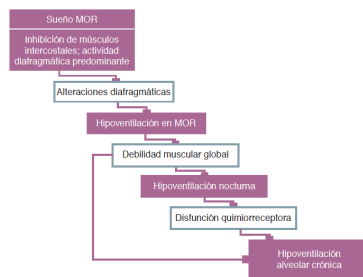 Sueño MOR
Inhibición de músculos
intercostales; actividad
diafragmática predominante
Alteraciones diafragmáticas
Hipoventilación en MOR
Debilidad muscular global
Hipoventilación nocturna
Disfunción quimiorreceptora
Hipoventilación
alveolar crónica